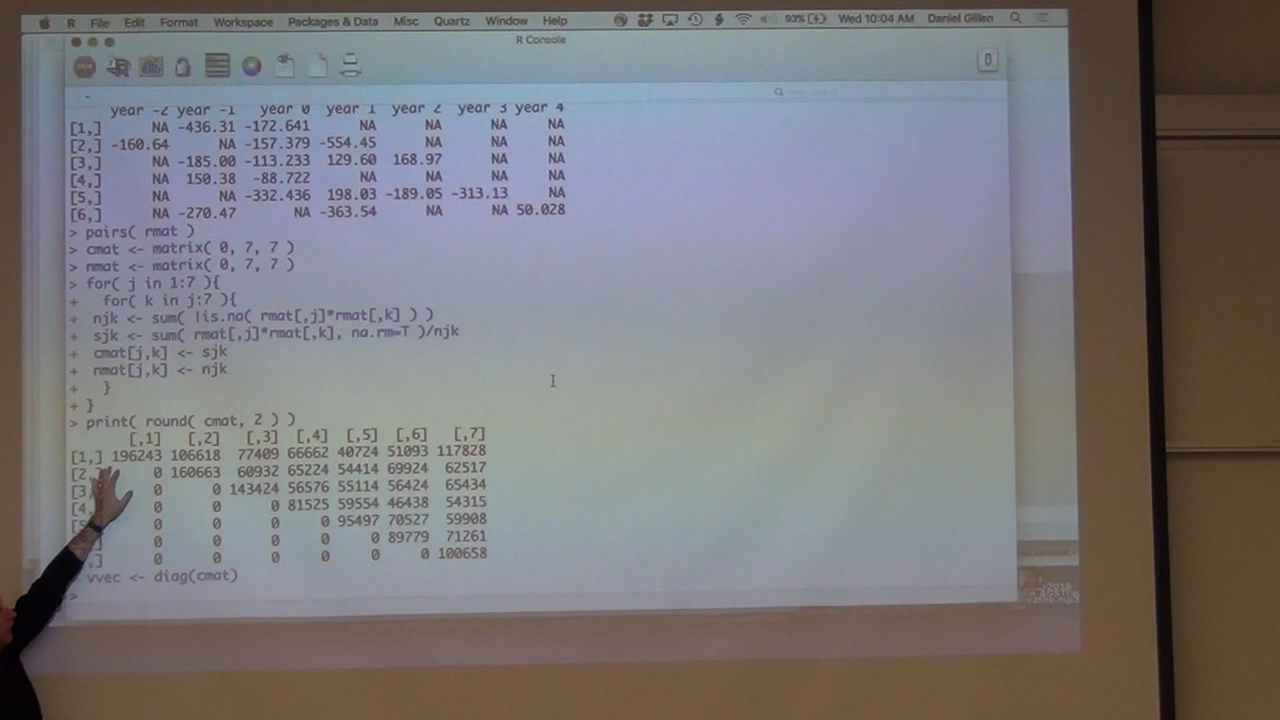 R File Edit Format Workspace Packages & Data Misc Quartz Window Help 93% Wed 10:04 AM Daniel Gillen
R Console
year -2 year -1 year 0 year 1 year 2 year 3 year 4
[1,] NA -436.31 -172.641 NA NA NA NA
[2,] -160.64 NA -157.379 -554.45 NA NA NA
[3,] NA -185.00 -113.233 129.60 168.97 NA NA
[4,] NA 150.38 -88.722 NA NA NA NA
[5,] NA NA -332.436 198.03 -189.05 -313.13 NA
[6,] NA -270.47 NA -363.54 NA NA 50.028
> pairs( rmat )
> cmat <- matrix( 0, 7, 7 )
> nmat <- matrix( 0, 7, 7 )
> for( j in 1:7 ){
+ for( k in j:7 ){
+ njk <- sum( !is.na( rmat[,j]*rmat[,k] ) )
+ sjk <- sum( rmat[,j]*rmat[,k], na.rm=T )/njk
+ cmat[j,k] <- sjk
+ nmat[j,k] <- njk
+ }
+ }
> print( round( cmat, 2 ) )
[,1] [,2] [,3] [,4] [,5] [,6] [,7]
[1,] 196243 106618 77409 66662 40724 51093 117828
[2,] 0 160663 60932 65224 54414 69924 62517
[3 0 0 143424 56576 55114 56424 65434
[4 0 0 0 81525 59554 46438 54315
0 0 0 0 95497 70527 59908
0 0 0 0 0 89779 71261
,] 0 0 0 0 0 0 100658
vvec <- diag(cmat)
>